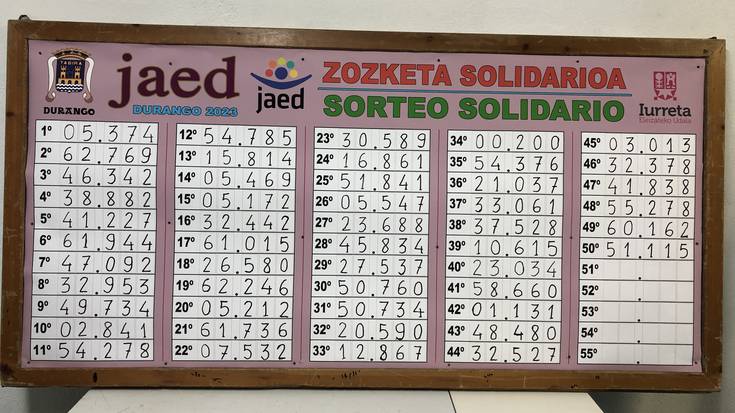 TABIRA
DURANGO
jaed
DURANGO 2023
jaed
ZOZKETA SOLIDARIOA
SORTEO SOLIDARIO
Iurreta
Elizateko Udala
1º 05.374
2º 62.769
3º 46.342
4º 38.882
5º 41.227
6º 61.944
7º 47.092
8º 32.953
9º 49.734
10º 02.841
11º 54.278
12º 54.785
13º 15.814
14º 05.469
15º 05.172
16º 32.442
17º 61.015
18º 26.580
19º 62.246
20º 05.212
21º 61.736
22º 07.532
23º 30.589
24º 16.861
25º 51.841
26º 05.547
27º 23.688
28º 45.834
29º 27.537
30º 50.760
31º 50.734
32º 20.590
33º 12.867
34º 00.200
35º 54.376
36º 21.037
37º 33.061
38º 37.528
39º 10.615
40º 23.034
41º 58.660
42º 01.131
43º 48.480
44º 32.527
45º 03.013
46º 32.378
47º 41.838
48º 55.278
49º 60.162
50º 51.115
51º .
52º .
53º .
54º .
55º .